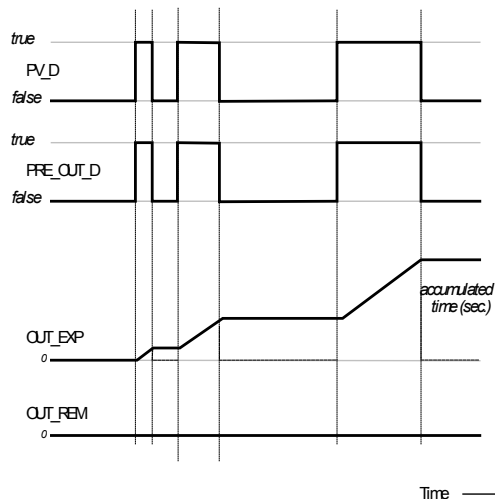 true
PV_D
false
true
PRE_OUT_D
false
accumulated
time (sec.)
OUT_EXP
0
OUT_REM
0
Time